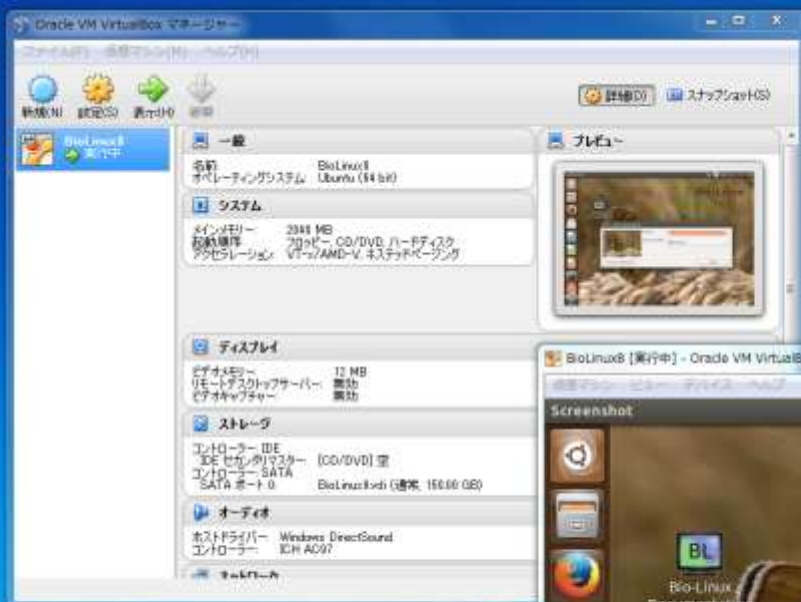 Oracle VM VirtualBox マネージャー
ファイル(F) 仮想マシン(M) ヘルプ(H)
新規(N) 設定(S) 表示(H) 破棄
詳細(D) スナップショット(S)
BioLinux8
実行中
一般
名前 BioLinux8
オペレーティングシステム Ubuntu (64 bit)
システム
メインメモリー 2048 MB
起動順序 フロッピー, CD/DVD, ハードディスク
アクセラレーション VT-x/AMD-V, ネステッドページング
プレビュー
ディスプレイ
ビデオメモリー 12 MB
リモートデスクトップサーバー 無効
ビデオキャプチャー 無効
ストレージ
コントローラー: IDE
IDE セカンダリマスター [CD/DVD] 空
コントローラー: SATA
SATA ポート 0 BioLinux8.vdi (通常, 150.00 GB)
オーディオ
ホストドライバー Windows DirectSound
コントローラー ICH AC97
ネットワーク
BioLinux8 [実行中] - Oracle VM VirtualB
仮想マシン ビュー デバイス ヘルプ
Screenshot
BL
Bio-Linux